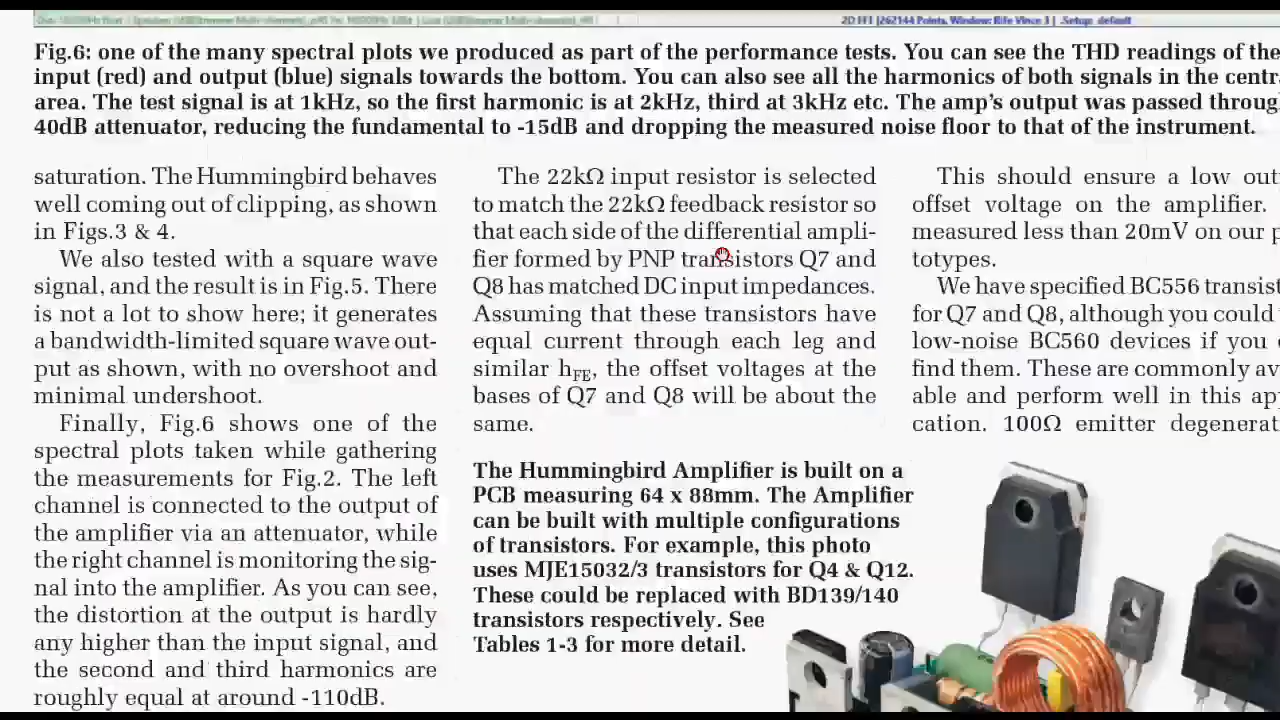 2D FFT |262144 Points, Window: Rife Vince 3 | .Setup_default
Fig.6: one of the many spectral plots we produced as part of the performance tests. You can see the THD readings of the
input (red) and output (blue) signals towards the bottom. You can also see all the harmonics of both signals in the centr
area. The test signal is at 1kHz, so the first harmonic is at 2kHz, third at 3kHz etc. The amp's output was passed throug
40dB attenuator, reducing the fundamental to -15dB and dropping the measured noise floor to that of the instrument.
saturation. The Hummingbird behaves
well coming out of clipping, as shown
in Figs.3 & 4.
We also tested with a square wave
signal, and the result is in Fig.5. There
is not a lot to show here; it generates
a bandwidth-limited square wave out-
put as shown, with no overshoot and
minimal undershoot.
Finally, Fig.6 shows one of the
spectral plots taken while gathering
the measurements for Fig.2. The left
channel is connected to the output of
the amplifier via an attenuator, while
the right channel is monitoring the sig-
nal into the amplifier. As you can see,
the distortion at the output is hardly
any higher than the input signal, and
the second and third harmonics are
roughly equal at around -110dB.
The 22kΩ input resistor is selected
to match the 22kΩ feedback resistor so
that each side of the differential ampli-
fier formed by PNP transistors Q7 and
Q8 has matched DC input impedances.
Assuming that these transistors have
equal current through each leg and
similar hFE, the offset voltages at the
bases of Q7 and Q8 will be about the
same.
The Hummingbird Amplifier is built on a
PCB measuring 64 x 88mm. The Amplifier
can be built with multiple configurations
of transistors. For example, this photo
uses MJE15032/3 transistors for Q4 & Q12.
These could be replaced with BD139/140
transistors respectively. See
Tables 1-3 for more detail.
This should ensure a low out
offset voltage on the amplifier.
measured less than 20mV on our p
totypes.
We have specified BC556 transist
for Q7 and Q8, although you could
low-noise BC560 devices if you
find them. These are commonly av
able and perform well in this app
cation. 100Ω emitter degenerat